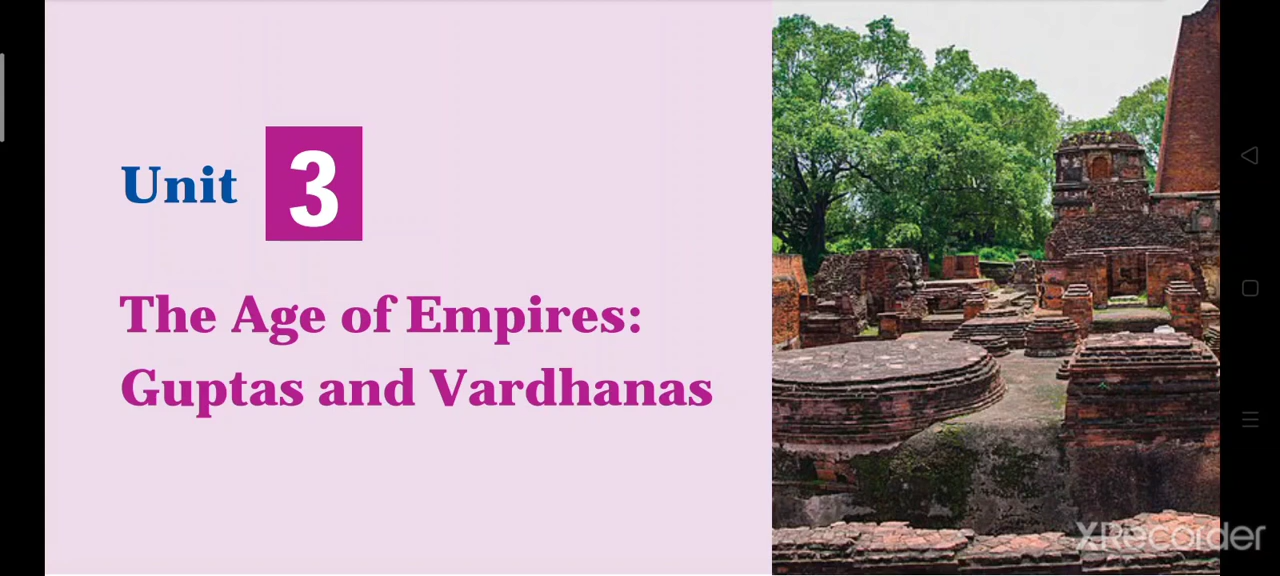 Unit 3
The Age of Empires:
Guptas and Vardhanas
XRecorder